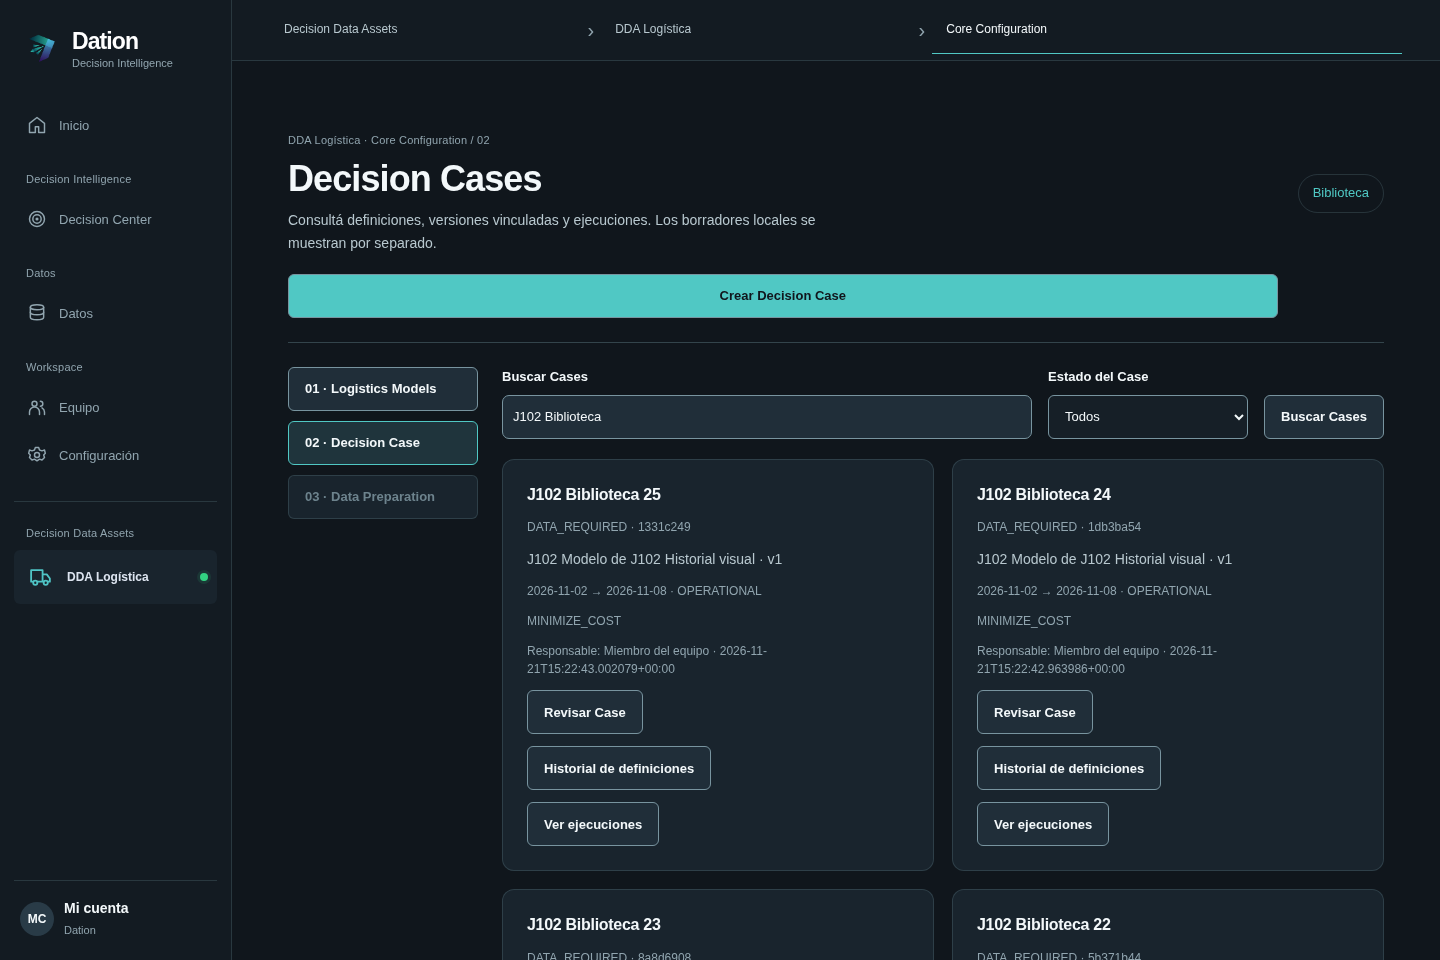 Dation
Decision Intelligence
Inicio
Decision Intelligence
Decision Center
Datos
Datos
Workspace
Equipo
Configuración
Decision Data Assets
DDA Logística
MC
Mi cuenta
Dation
Decision Data Assets › DDA Logística › Core Configuration
DDA Logística · Core Configuration / 02
Decision Cases
Consultá definiciones, versiones vinculadas y ejecuciones. Los borradores locales se
muestran por separado.
Biblioteca
Crear Decision Case
01 · Logistics Models
02 · Decision Case
03 · Data Preparation
Buscar Cases
J102 Biblioteca
Estado del Case
Todos
Buscar Cases
J102 Biblioteca 25
DATA_REQUIRED · 1331c249
J102 Modelo de J102 Historial visual · v1
2026-11-02 → 2026-11-08 · OPERATIONAL
MINIMIZE_COST
Responsable: Miembro del equipo · 2026-11-
21T15:22:43.002079+00:00
Revisar Case
Historial de definiciones
Ver ejecuciones
J102 Biblioteca 24
DATA_REQUIRED · 1db3ba54
J102 Modelo de J102 Historial visual · v1
2026-11-02 → 2026-11-08 · OPERATIONAL
MINIMIZE_COST
Responsable: Miembro del equipo · 2026-11-
21T15:22:42.963986+00:00
Revisar Case
Historial de definiciones
Ver ejecuciones
J102 Biblioteca 23
DATA_REQUIRED · 8a8d6908
J102 Biblioteca 22
DATA_REQUIRED · 5b371b44